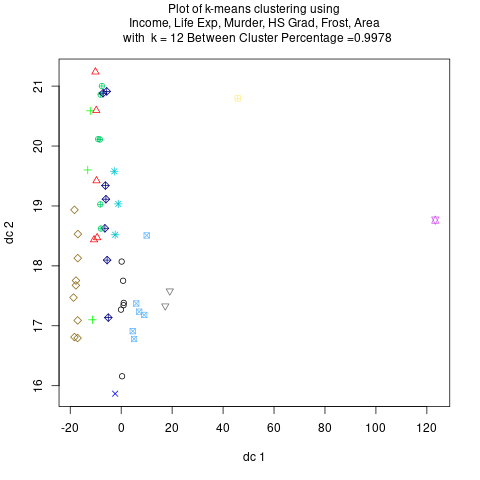 Plot of k-means clustering using
Income, Life Exp, Murder, HS Grad, Frost, Area
with  k = 12 Between Cluster Percentage =0.9978
21
20
19
18
17
16
dc 2
-20 0 20 40 60 80 100 120
dc 1